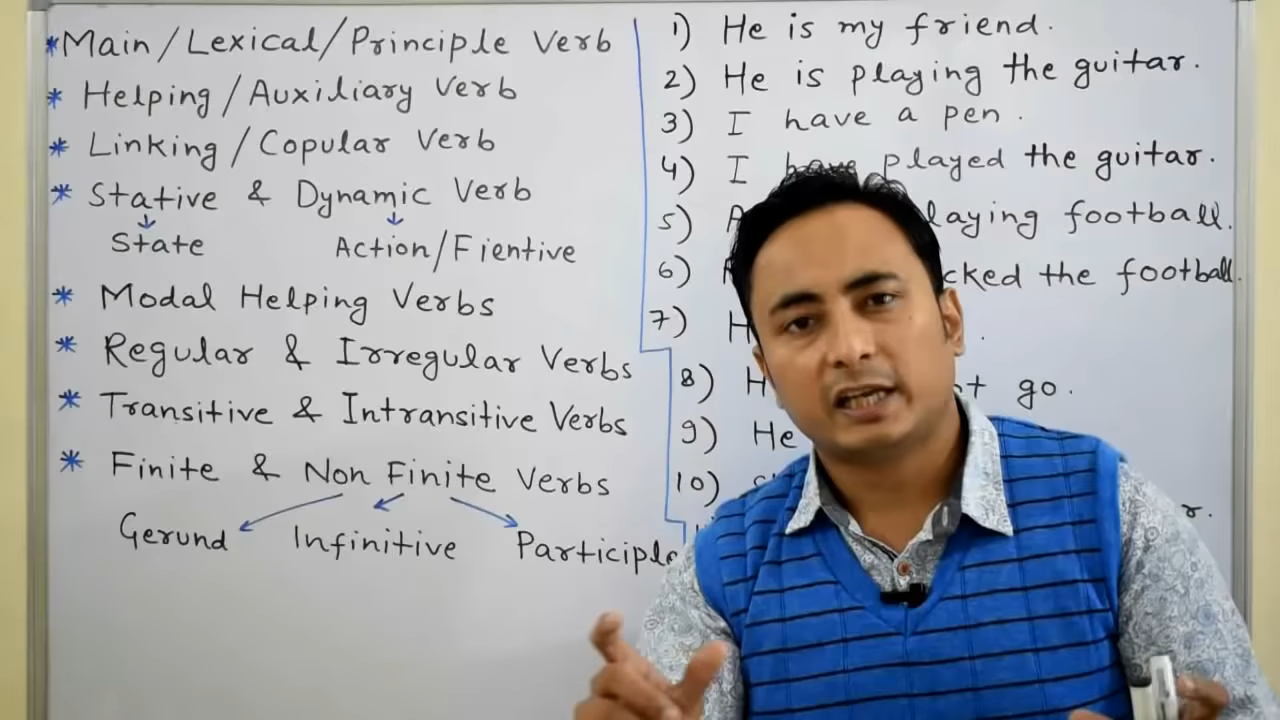 *Main/Lexical/Principle Verb
* Helping/Auxiliary Verb
* Linking/Copular Verb
* Stative & Dynamic Verb
State Action/Fientive
* Modal Helping Verbs
* Regular & Irregular Verbs
* Transitive & Intransitive Verbs
* Finite & Non Finite Verbs
Gerund Infinitive Participle
1) He is my friend.
2) He is playing the guitar.
3) I have a pen.
4) I have played the guitar.
5) football.
6) the football.
7)
8) go.
9) He
10)